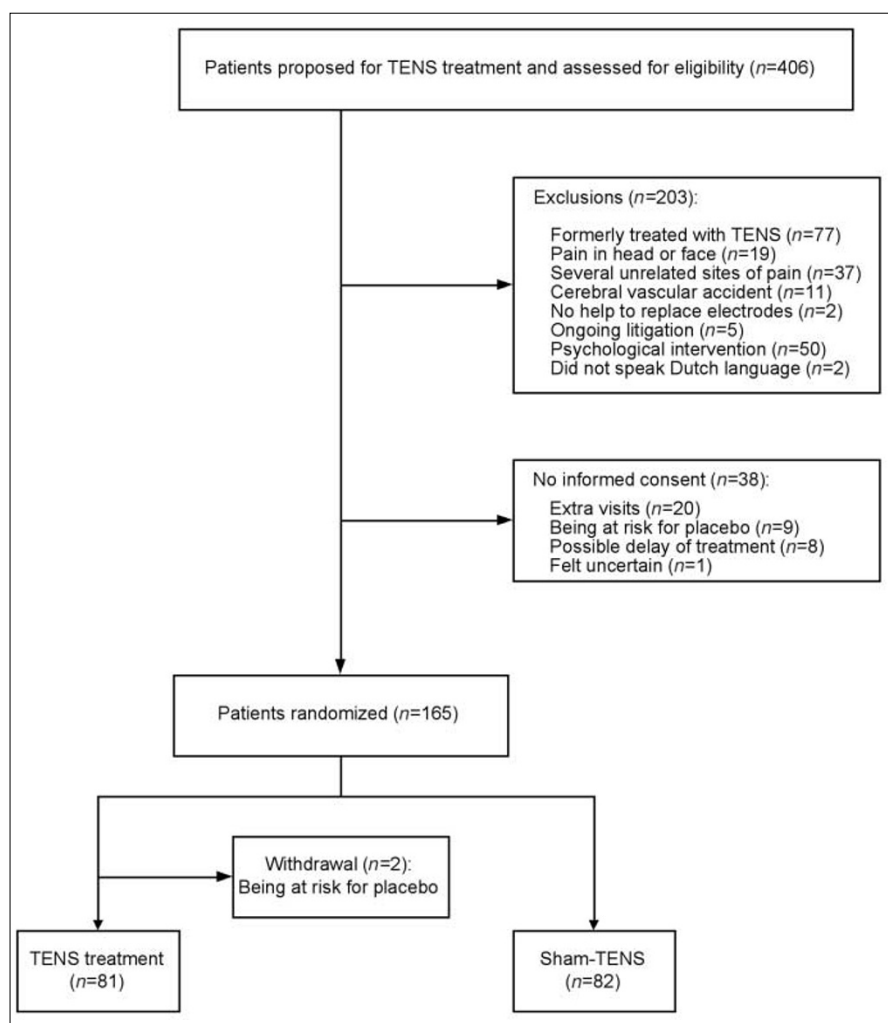 Patients proposed for TENS treatment and assessed for eligibility (n=406)
Exclusions (n=203):
Formerly treated with TENS (n=77)
Pain in head or face (n=19)
Several unrelated sites of pain (n=37)
Cerebral vascular accident (n=11)
No help to replace electrodes (n=2)
Ongoing litigation (n=5)
Psychological intervention (n=50)
Did not speak Dutch language (n=2)
No informed consent (n=38):
Extra visits (n=20)
Being at risk for placebo (n=9)
Possible delay of treatment (n=8)
Felt uncertain (n=1)
Patients randomized (n=165)
Withdrawal (n=2):
Being at risk for placebo
TENS treatment
(n=81)
Sham-TENS
(n=82)